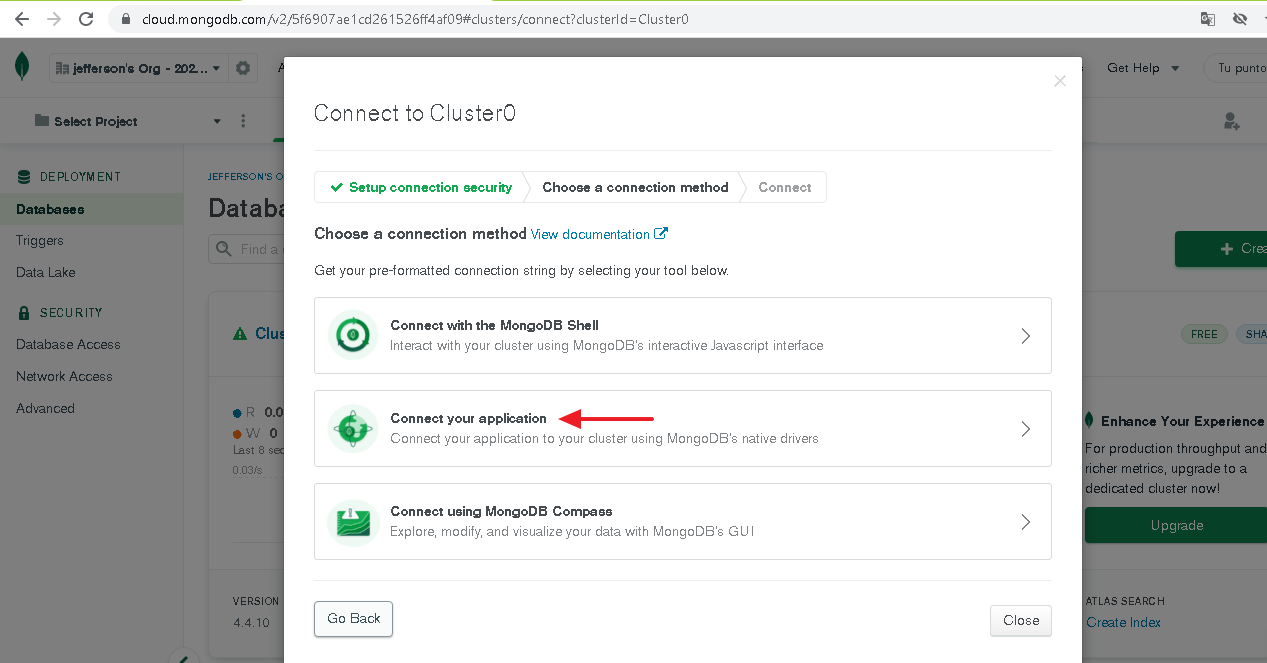 cloud.mongodb.com/v2/5f6907ae1cd261526ff4af09#clusters/connect?clusterId=Cluster0
jefferson's Org - 202...
A
Get Help
Tu punto
Select Project
DEPLOYMENT
Databases
Triggers
Data Lake
SECURITY
Database Access
Network Access
Advanced
JEFFERSON'S O
Databa
Find a
Clus
R 0.0
W 0
Last 8 sec
0.03/s
VERSION
4.4.10
Connect to Cluster0
Setup connection security
Choose a connection method
Connect
Choose a connection method View documentation
Get your pre-formatted connection string by selecting your tool below.
Connect with the MongoDB Shell
Interact with your cluster using MongoDB's interactive Javascript interface
Connect your application
Connect your application to your cluster using MongoDB's native drivers
Connect using MongoDB Compass
Explore, modify, and visualize your data with MongoDB's GUI
Go Back
Close
+ Crea
FREE
SHA
Enhance Your Experience
For production throughput and
richer metrics, upgrade to a
dedicated cluster now!
Upgrade
ATLAS SEARCH
Create Index